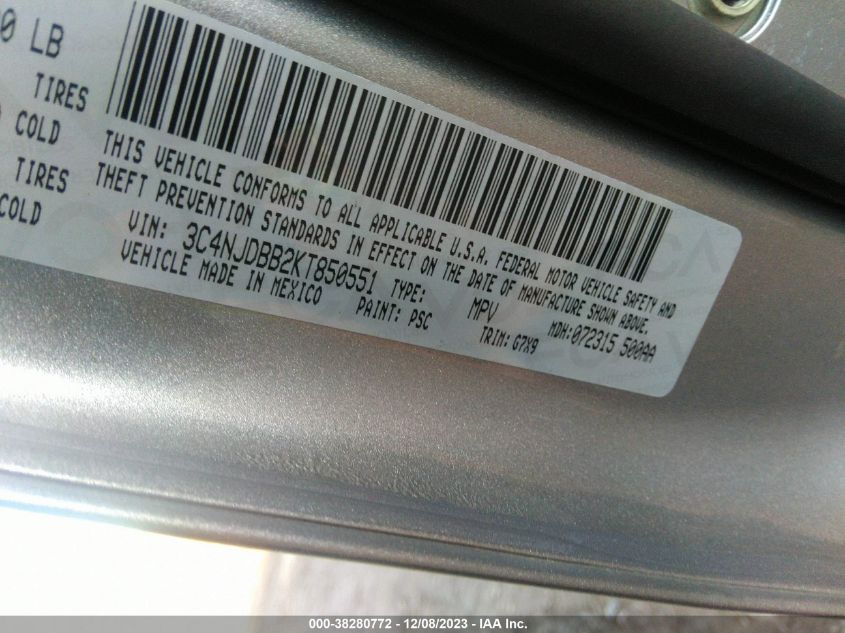 0 LB
TIRES
COLD
TIRES
COLD
THIS VEHICLE CONFORMS TO ALL APPLICABLE U.S.A. FEDERAL MOTOR VEHICLE SAFETY AND
THEFT PREVENTION STANDARDS IN EFFECT ON THE DATE OF MANUFACTURE SHOWN ABOVE.
VIN: 3C4NJDBB2KT850551 TYPE: MPV MDH:072315 500AA
VEHICLE MADE IN MEXICO PAINT: PSC TRIM: G7X9
000-38280772 - 12/08/2023 - IAA Inc.